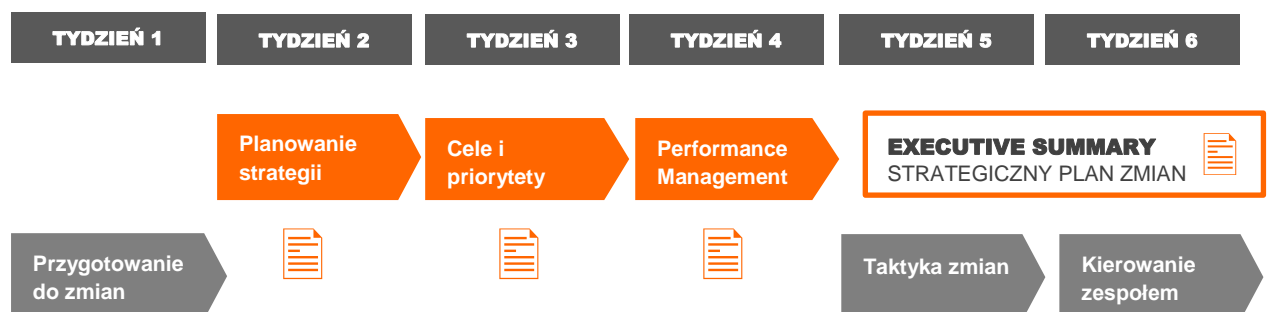 TYDZIEŃ 1
TYDZIEŃ 2
TYDZIEŃ 3
TYDZIEŃ 4
TYDZIEŃ 5
TYDZIEŃ 6
Planowanie
strategii
Cele i
priorytety
Performance
Management
EXECUTIVE SUMMARY
STRATEGICZNY PLAN ZMIAN
Przygotowanie
do zmian
Taktyka zmian
Kierowanie
zespołem